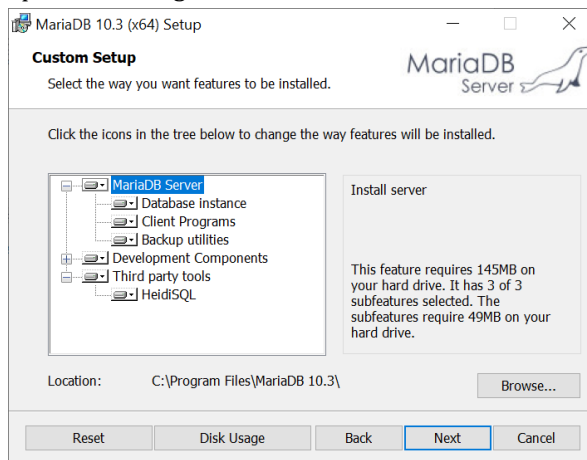 MariaDB 10.3 (x64) Setup
Custom Setup
Select the way you want features to be installed.
MariaDB
Server
Click the icons in the tree below to change the way features will be installed.
MariaDB Server
Database instance
Client Programs
Backup utilities
Development Components
Third party tools
HeidiSQL
Install server
This feature requires 145MB on
your hard drive. It has 3 of 3
subfeatures selected. The
subfeatures require 49MB on your
hard drive.
Location: C:\Program Files\MariaDB 10.3\
Browse...
Reset Disk Usage Back Next Cancel